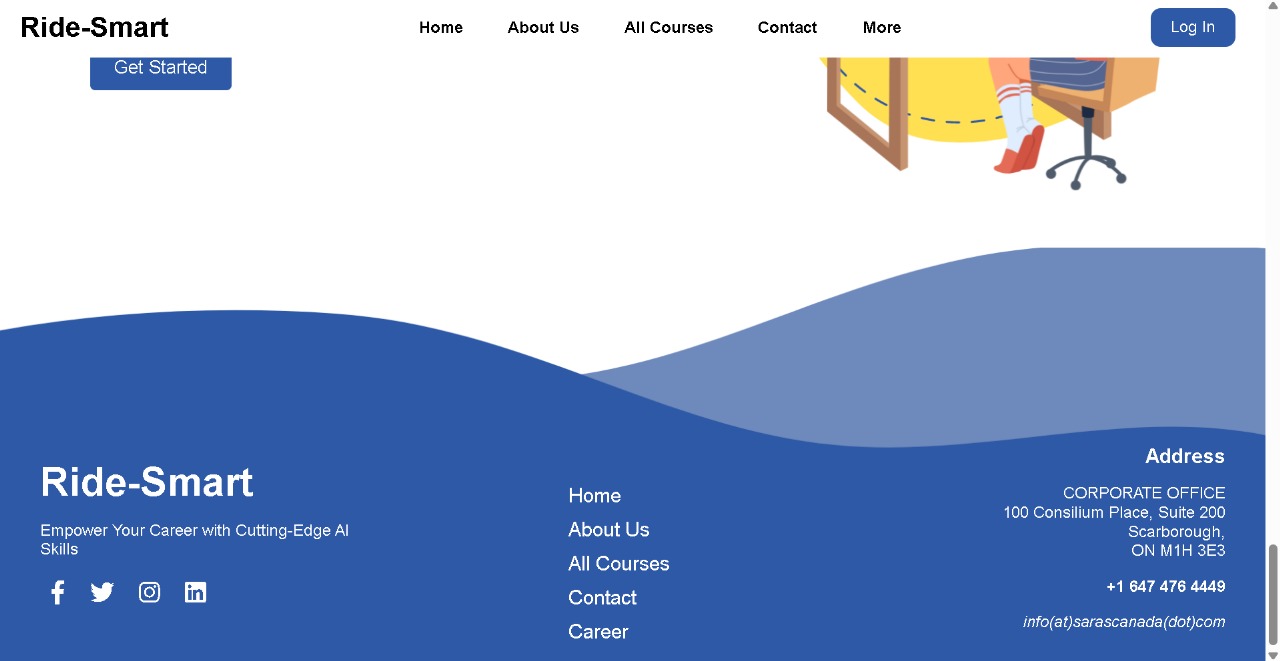 Ride-Smart
Home
About Us
All Courses
Contact
More
Log In
Get Started
Ride-Smart
Empower Your Career with Cutting-Edge AI
Skills
Home
About Us
All Courses
Contact
Career
Address
CORPORATE OFFICE
100 Consilium Place, Suite 200
Scarborough,
ON M1H 3E3
+1 647 476 4449
info(at)sarascanada(dot)com